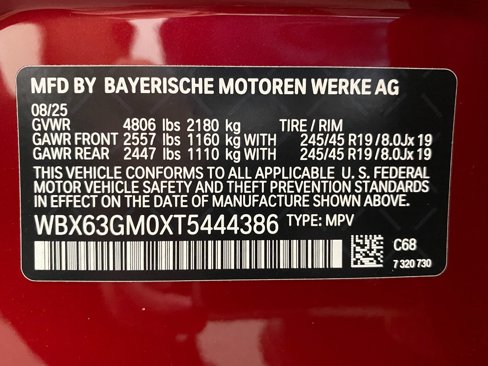 MFD BY BAYERISCHE MOTOREN WERKE AG
08/25
GVWR 4806 lbs 2180 kg TIRE / RIM
GAWR FRONT 2557 lbs 1160 kg WITH 245/45 R19 / 8.0Jx 19
GAWR REAR 2447 lbs 1110 kg WITH 245/45 R19 / 8.0Jx 19
THIS VEHICLE CONFORMS TO ALL APPLICABLE U. S. FEDERAL
MOTOR VEHICLE SAFETY AND THEFT PREVENTION STANDARDS
IN EFFECT ON THE DATE OF MANUFACTURE SHOWN ABOVE.
WBX63GM0XT5444386 TYPE: MPV
C68
7 320 730